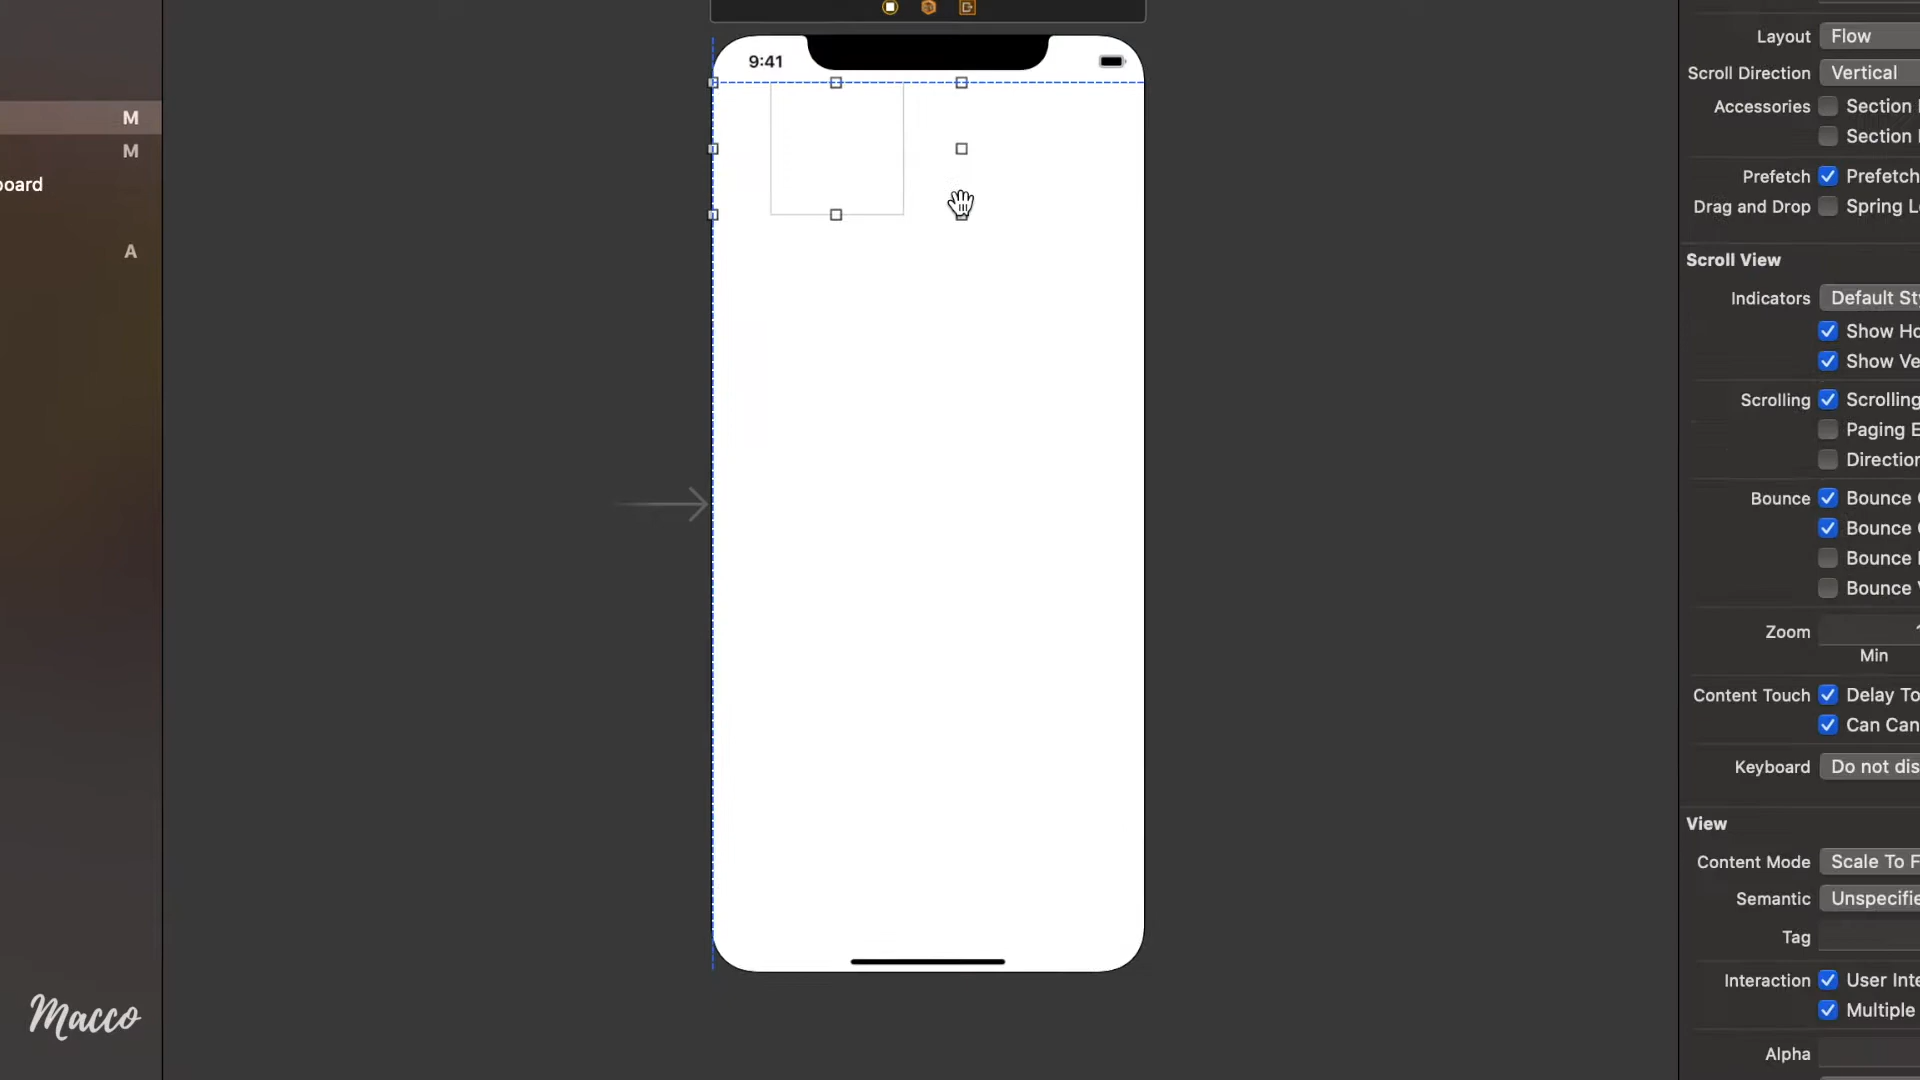 M
M
board
A
Macco
9:41
Layout Flow
Scroll Direction Vertical
Accessories Section
Section
Prefetch Prefetch
Drag and Drop Spring L
Scroll View
Indicators Default Sty
Show Ho
Show Ve
Scrolling Scrolling
Paging E
Direction
Bounce Bounce
Bounce
Bounce
Bounce
Zoom
Min
Content Touch Delay To
Can Can
Keyboard Do not dis
View
Content Mode Scale To F
Semantic Unspecifie
Tag
Interaction User Inte
Multiple
Alpha